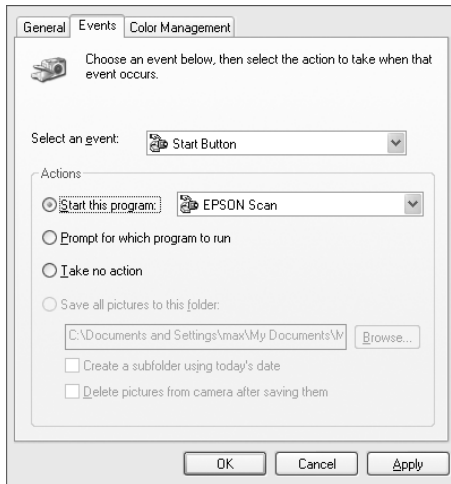 General Events Color Management
Choose an event below, then select the action to take when that
event occurs.
Select an event: Start Button
Actions
Start this program: EPSON Scan
Prompt for which program to run
Take no action
Save all pictures to this folder:
C:\Documents and Settings\max\My Documents\M Browse...
Create a subfolder using today's date
Delete pictures from camera after saving them
OK Cancel Apply